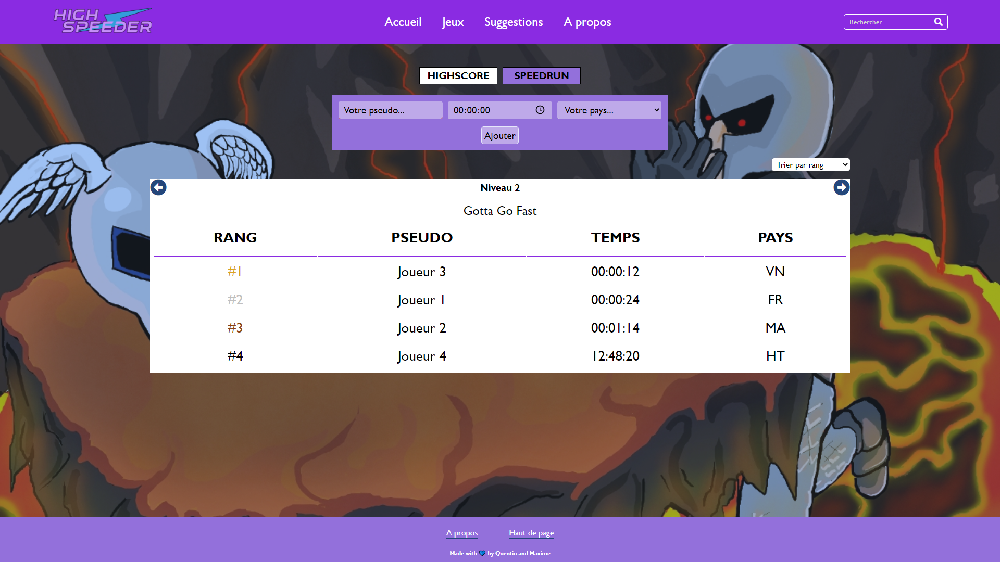 HIGH SPEEDER
Accueil Jeux Suggestions A propos
Rechercher
HIGHSCORE SPEEDRUN
Votre pseudo... 00:00:00 Votre pays...
Ajouter
Trier par rang
Niveau 2
Gotta Go Fast
RANG PSEUDO TEMPS PAYS
#1 Joueur 3 00:00:12 VN
#2 Joueur 1 00:00:24 FR
#3 Joueur 2 00:01:14 MA
#4 Joueur 4 12:48:20 HT
A propos Haut de page
Made with 💙 by Quentin and Maxime